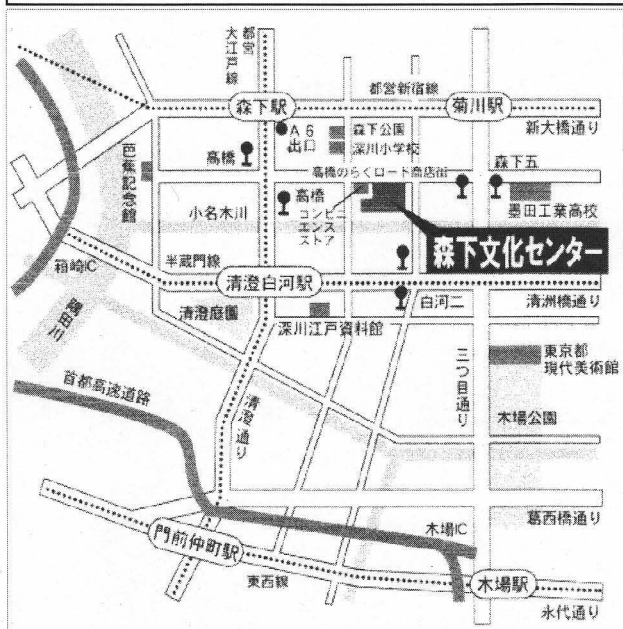 都営
大江戸線
都営新宿線
森下駅
菊川駅
新大橋通り
A6
出口
森下公園
深川小学校
高橋
芭蕉記念館
森下五
高橋のらくロード商店街
高橋
コンビニ
エンス
ストア
小名木川
墨田工業高校
森下文化センター
半蔵門線
箱崎IC
清澄白河駅
清澄庭園
白河二
清洲橋通り
隅田川
深川江戸資料館
三つ目通り
東京都
現代美術館
首都高速道路
清澄通り
木場公園
葛西橋通り
木場IC
門前仲町駅
東西線
木場駅
永代通り